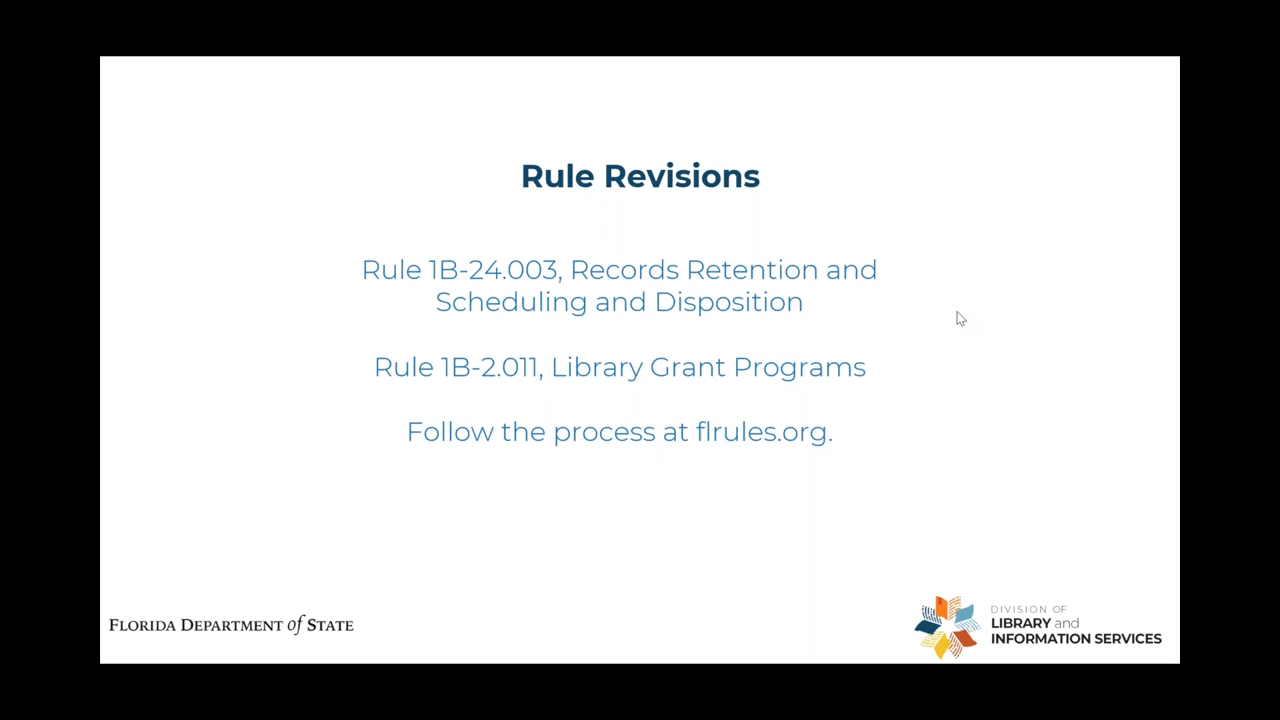 Rule Revisions
Rule 1B-24.003, Records Retention and
Scheduling and Disposition
Rule 1B-2.011, Library Grant Programs
Follow the process at flrules.org.
FLORIDA DEPARTMENT of STATE
DIVISION OF
LIBRARY and
INFORMATION SERVICES